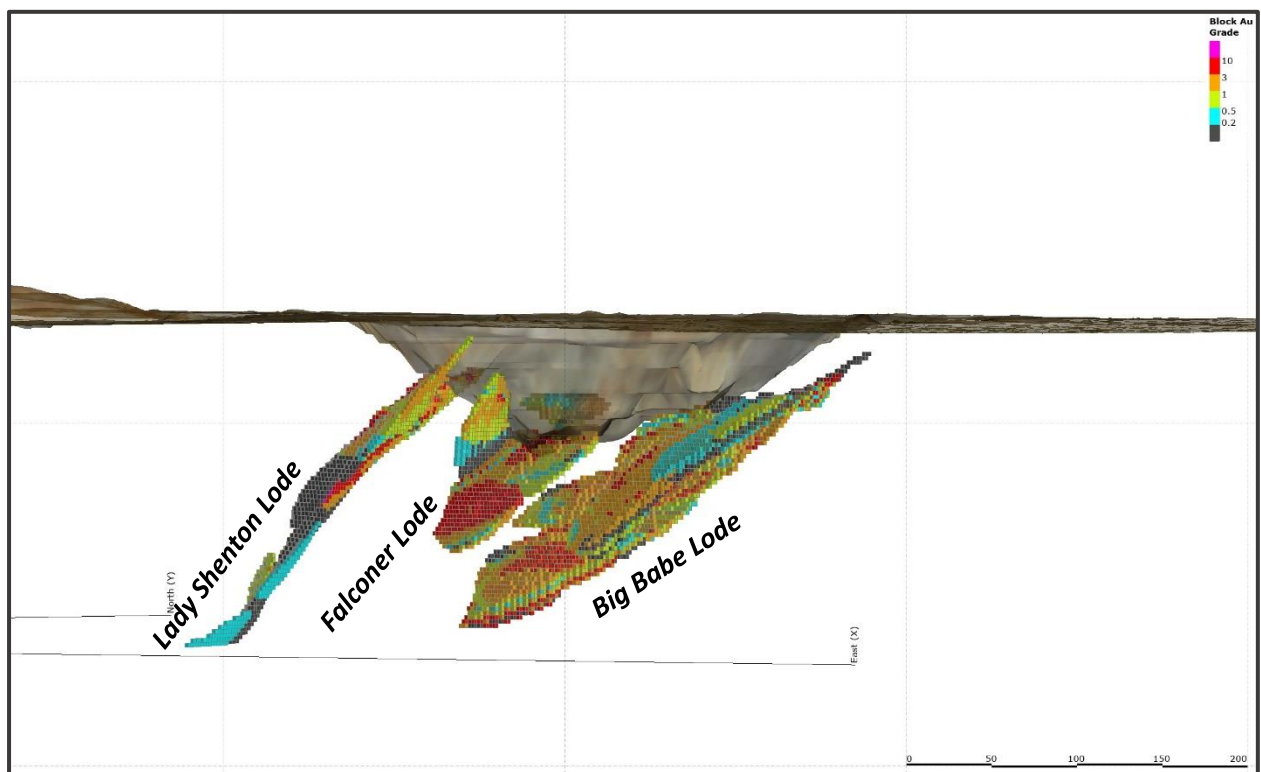 Block Au
Grade
10
3
1
0.5
0.2
Lady Shenton Lode
Falconer Lode
Big Babe Lode
North (Y)
East (X)
0 50 100 150 200